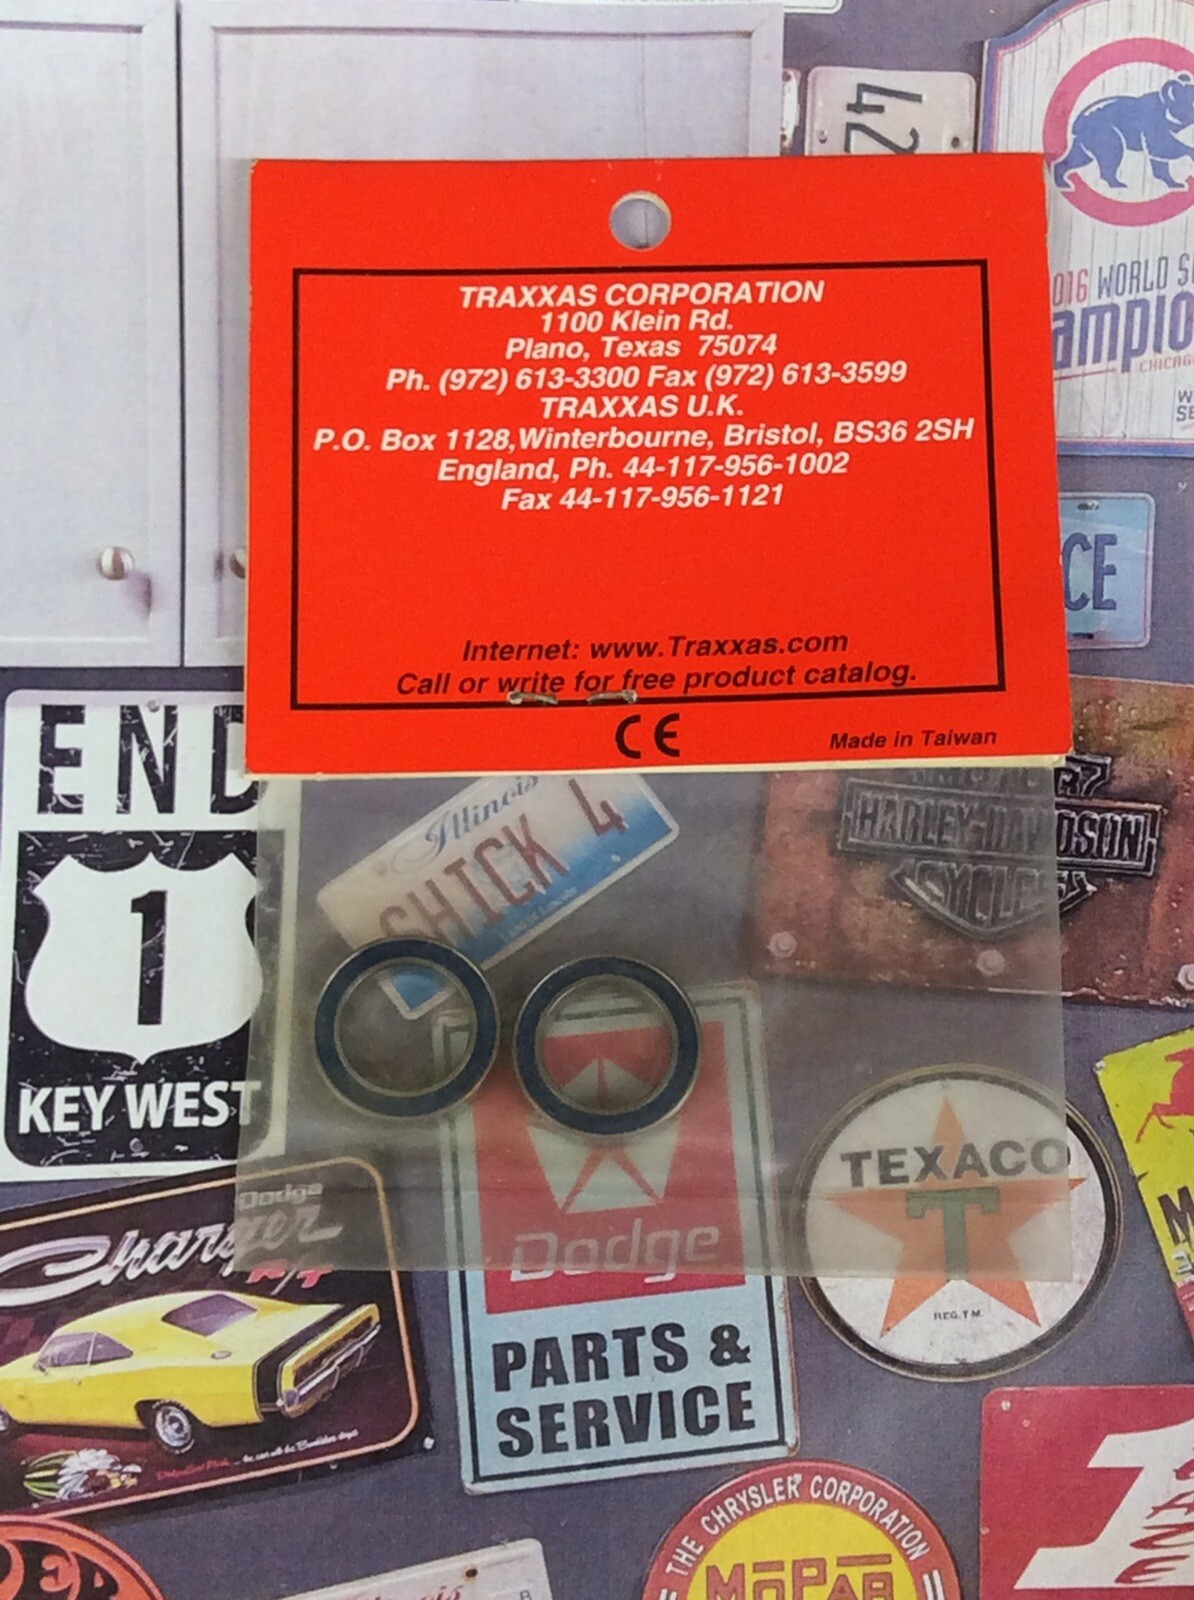 42
2016 WORLD
CHICAGO
TRAXXAS CORPORATION
1100 Klein Rd.
Plano, Texas 75074
Ph. (972) 613-3300 Fax (972) 613-3599
TRAXXAS U.K.
P.O. Box 1128,Winterbourne, Bristol, BS36 2SH
England, Ph. 44-117-956-1002
Fax 44-117-956-1121
CE
Internet: www.Traxxas.com
Call or write for free product catalog.
CE
Made in Taiwan
END
1
KEY WEST
Illinois
SHICK 4
HARLEY-DAVIDSON
CYCLES
TEXACO
T
REG. T.M.
Dodge
Charger
R/T
Dodge
PARTS &
SERVICE
THE CHRYSLER CORPORATION
MOPAR